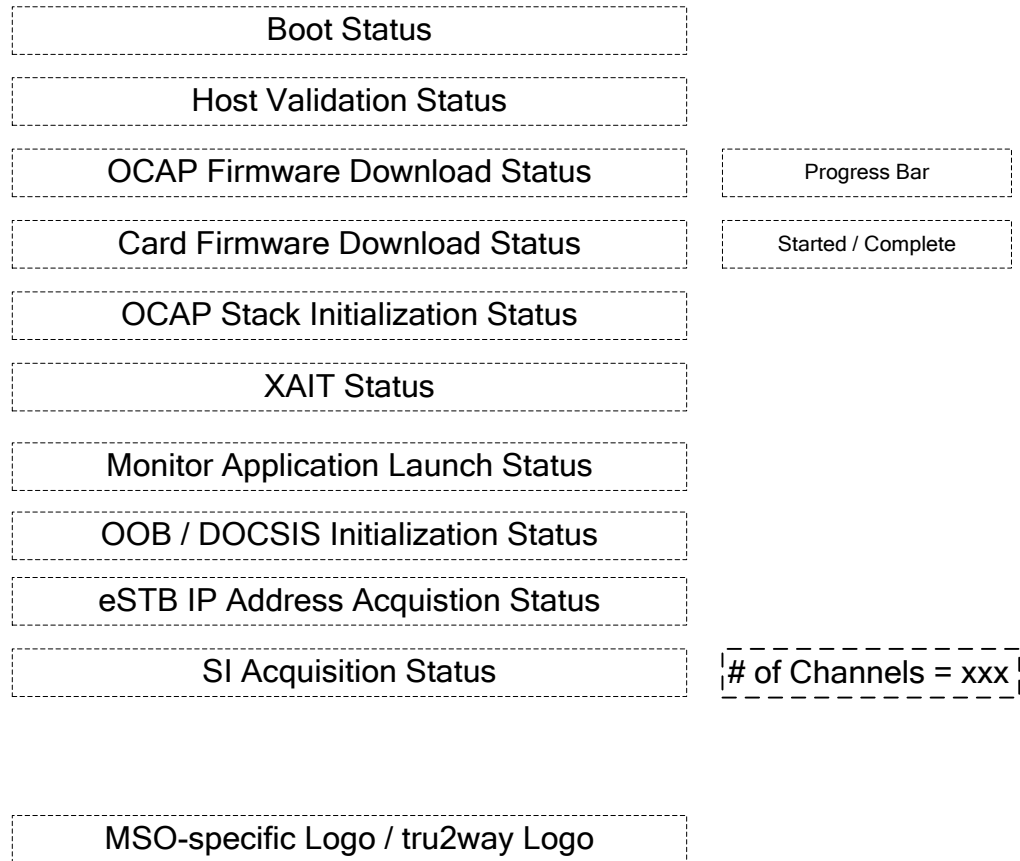 Boot Status
Host Validation Status
OCAP Firmware Download Status
Progress Bar
Card Firmware Download Status
Started / Complete
OCAP Stack Initialization Status
XAIT Status
Monitor Application Launch Status
OOB / DOCSIS Initialization Status
eSTB IP Address Acquistion Status
SI Acquisition Status
# of Channels = xxx
MSO-specific Logo / tru2way Logo